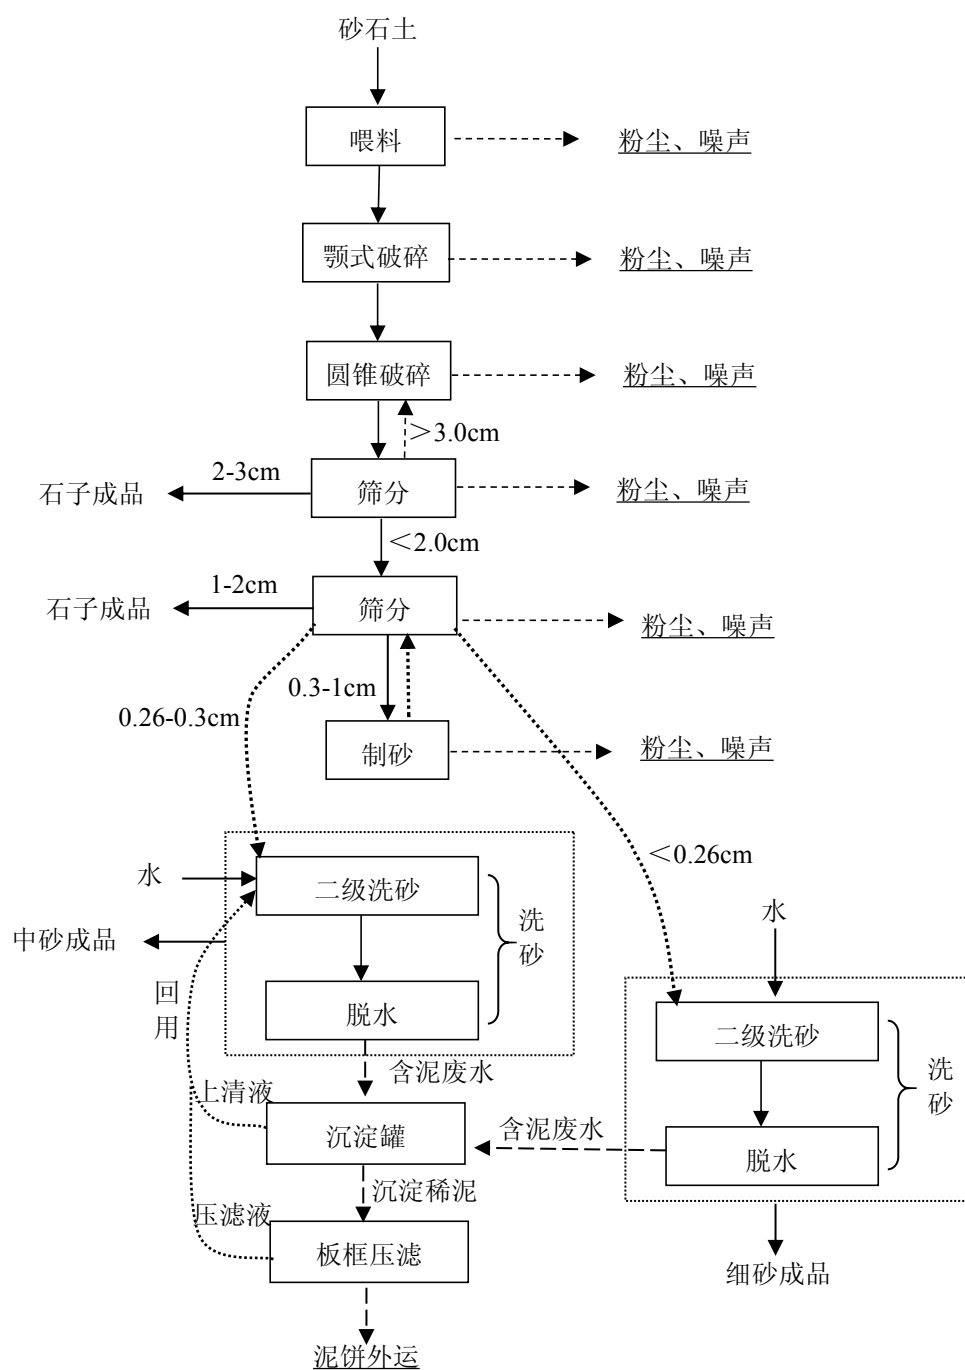 砂石土
喂料
粉尘、噪声
颚式破碎
粉尘、噪声
圆锥破碎
粉尘、噪声
＞3.0cm
2-3cm
石子成品
筛分
粉尘、噪声
＜2.0cm
1-2cm
石子成品
筛分
粉尘、噪声
0.3-1cm
0.26-0.3cm
制砂
粉尘、噪声
＜0.26cm
水
二级洗砂
洗砂
中砂成品
脱水
回用
水
二级洗砂
洗砂
脱水
含泥废水
上清液
沉淀罐
含泥废水
沉淀稀泥
压滤液
板框压滤
细砂成品
泥饼外运